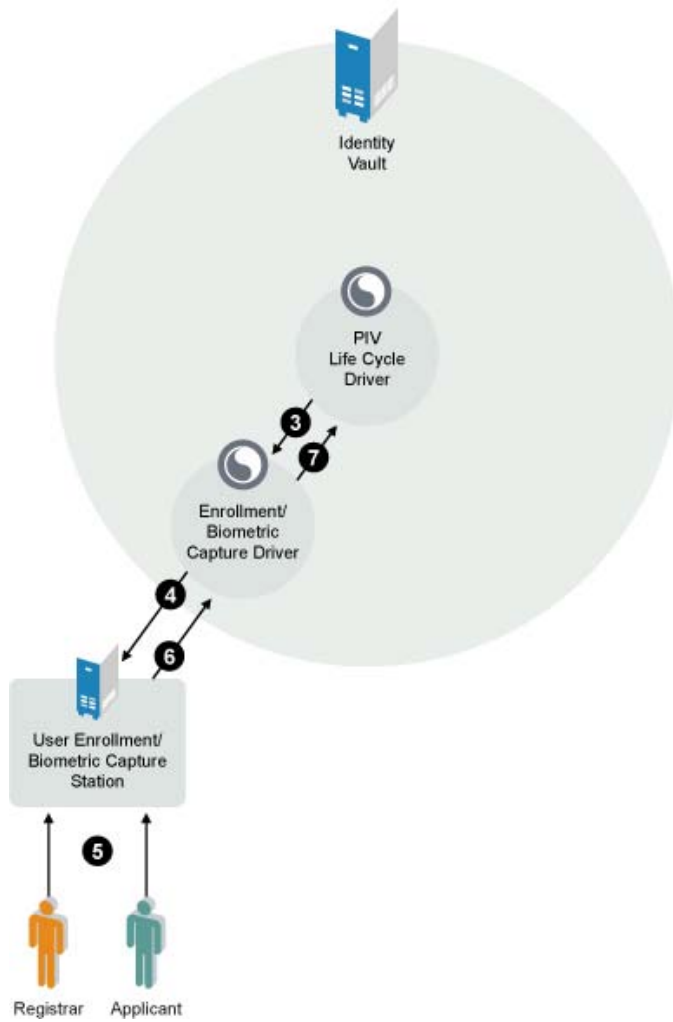 Identity
Vault
PIV
Life Cycle
Driver
3
7
Enrollment/
Biometric
Capture Driver
4
6
User Enrollment/
Biometric Capture
Station
5
Registrar
Applicant